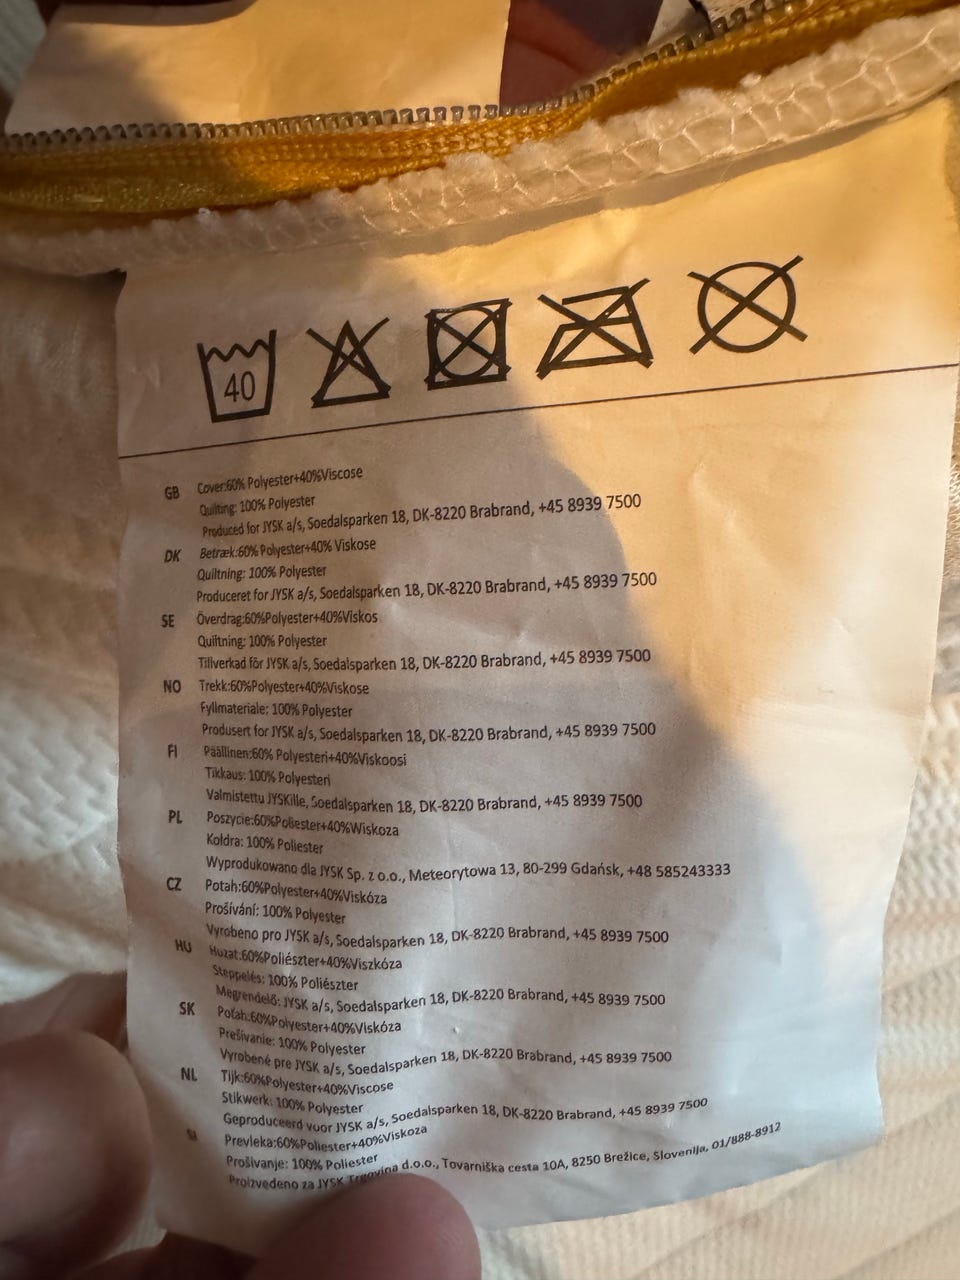 40
GB Cover:60% Polyester+40%Viscose
Quilting: 100% Polyester
Produced for JYSK a/s, Soedalsparken 18, DK-8220 Brabrand, +45 8939 7500
DK Betræk:60% Polyester+40% Viskose
Quiltning: 100% Polyester
Produceret for JYSK a/s, Soedalsparken 18, DK-8220 Brabrand, +45 8939 7500
SE Överdrag:60%Polyester+40%Viskos
Quiltning: 100% Polyester
Tillverkad för JYSK a/s, Soedalsparken 18, DK-8220 Brabrand, +45 8939 7500
NO Trekk:60%Polyester+40%Viskose
Fyllmateriale: 100% Polyester
Produsert for JYSK a/s, Soedalsparken 18, DK-8220 Brabrand, +45 8939 7500
FI Päällinen:60% Polyesteri+40%Viskoosi
Tikkaus: 100% Polyesteri
Valmistettu JYSKille, Soedalsparken 18, DK-8220 Brabrand, +45 8939 7500
PL Poszycie:60%Poliester+40%Wiskoza
Kołdra: 100% Poliester
Wyprodukowano dla JYSK Sp. z o.o., Meteorytowa 13, 80-299 Gdańsk, +48 585243333
CZ Potah:60%Polyester+40%Viskóza
Prošívání: 100% Polyester
Vyrobeno pro JYSK a/s, Soedalsparken 18, DK-8220 Brabrand, +45 8939 7500
HU Huzat:60%Poliészter+40%Viszkóza
Steppelés: 100% Poliészter
Megrendelő: JYSK a/s, Soedalsparken 18, DK-8220 Brabrand, +45 8939 7500
SK Poťah:60%Polyester+40%Viskóza
Prešívanie: 100% Polyester
Vyrobené pre JYSK a/s, Soedalsparken 18, DK-8220 Brabrand, +45 8939 7500
NL Tijk:60%Polyester+40%Viscose
Stikwerk: 100% Polyester
Geproduceerd voor JYSK a/s, Soedalsparken 18, DK-8220 Brabrand, +45 8939 7500
SI Prevleka:60%Poliester+40%Viskoza
Prošivanje: 100% Poliester
Proizvedeno za JYSK Trgovina d.o.o., Tovarniška cesta 10A, 8250 Brežice, Slovenija, 01/888-8912